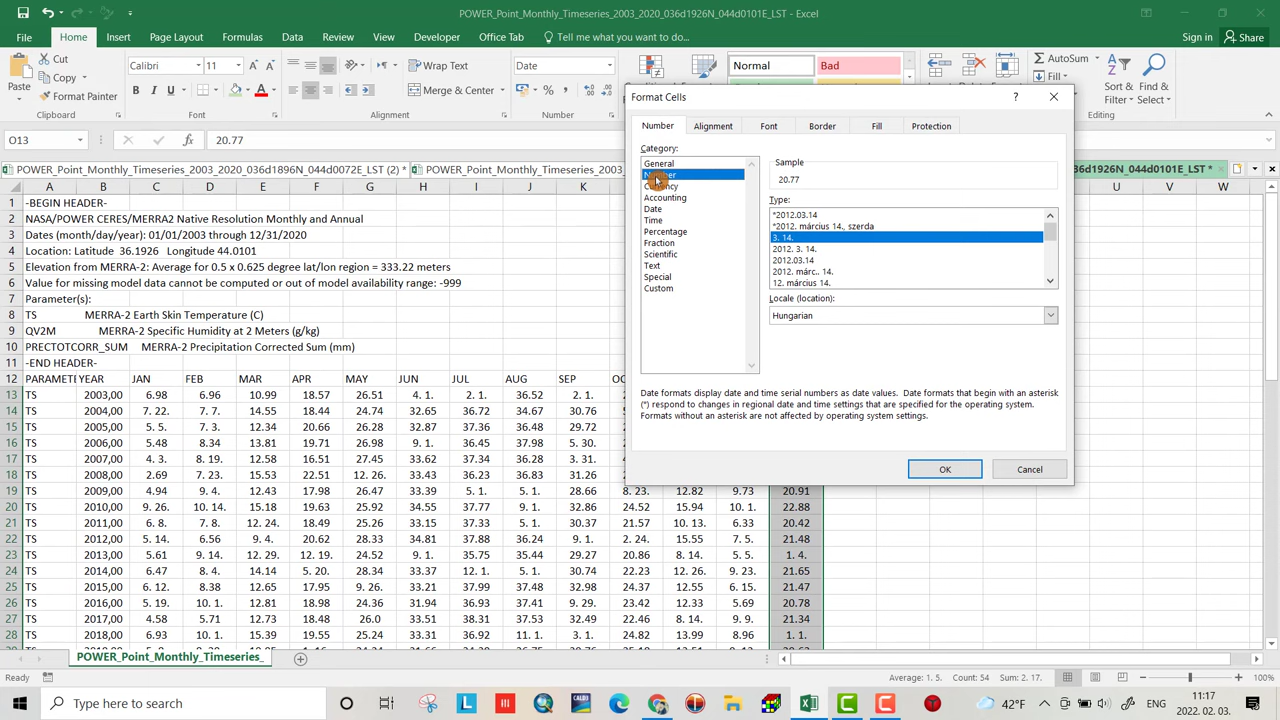 POWER_Point_Monthly_Timeseries_2003_2020_036d1926N_044d0101E_LST - Excel
File Home Insert Page Layout Formulas Data Review View Developer Office Tab Tell me what you want to do... Sign in Share
Cut Copy Format Painter Paste Clipboard
Calibri 11 B I U A Font
Wrap Text Merge & Center Alignment
Date % Number
Normal Bad
AutoSum Fill Sort & Filter Find & Select Editing
O13 20.77
POWER_Point_Monthly_Timeseries_2003_2020_036d1896N_044d0072E_LST (2) * POWER_Point_Monthly_Timeseries_2003_ 36d1926N_044d0101E_LST *
A B C D E F G H I J K U V W
1 -BEGIN HEADER-
2 NASA/POWER CERES/MERRA2 Native Resolution Monthly and Annual
3 Dates (month/day/year): 01/01/2003 through 12/31/2020
4 Location: Latitude 36.1926 Longitude 44.0101
5 Elevation from MERRA-2: Average for 0.5 x 0.625 degree lat/lon region = 333.22 meters
6 Value for missing model data cannot be computed or out of model availability range: -999
7 Parameter(s):
8 TS MERRA-2 Earth Skin Temperature (C)
9 QV2M MERRA-2 Specific Humidity at 2 Meters (g/kg)
10 PRECTOTCORR_SUM MERRA-2 Precipitation Corrected Sum (mm)
11 -END HEADER-
12 PARAMETE YEAR JAN FEB MAR APR MAY JUN JUL AUG SEP OC
13 TS 2003,00 6.98 6.96 10.99 18.57 26.51 4. 1. 2. 1. 36.52 2. 1.
14 TS 2004,00 7. 22. 7. 7. 14.55 18.44 24.64 32.65 36.72 34.67 30.76
15 TS 2005,00 5. 5. 7. 7. 12.34 20.66 26.28 32.87 37.36 36.28 29.72
16 TS 2006,00 5.48 8.34 13.81 19.71 26.98 9. 1. 36.45 37.98 5. 30.
17 TS 2007,00 4. 3. 8. 19. 12.58 16.51 27.45 33.62 37.34 36.28 3. 31.
18 TS 2008,00 2.69 7. 23. 15.53 22.51 12. 26. 33.43 36.23 36.83 31.26
19 TS 2009,00 4.94 9. 4. 12.43 17.98 26.47 33.39 5. 1. 5. 1. 28.66 8. 23. 12.82 9.73 20.91
20 TS 2010,00 9. 26. 10. 14. 15.18 19.63 25.92 34.55 37.77 9. 1. 32.86 24.52 15.97 10. 1. 22.88
21 TS 2011,00 6. 8. 7. 8. 12. 24. 18.49 25.26 33.15 37.33 5. 1. 30.37 21.57 10. 13. 6.33 20.42
22 TS 2012,00 5. 14. 6.56 9. 4. 20.62 28.33 34.81 37.88 37.44 9. 1. 2. 24. 15.55 7. 5. 21.48
23 TS 2013,00 5.61 9. 14. 12. 29. 12. 19. 24.52 9. 1. 35.75 35.44 29.27 20.86 8. 14. 5. 5. 1. 4.
24 TS 2014,00 6.47 8. 4. 14.14 5. 20. 28.34 33.37 12. 1. 5. 1. 30.74 22.23 12.26 9. 23. 21.65
25 TS 2015,00 6. 12. 8.38 12.65 17.95 27.46 33.21 37.99 37.48 32.98 24.37 12.57 6. 15. 21.47
26 TS 2016,00 5. 19. 10. 1. 12.81 18.98 24.36 31.94 36.93 37.41 9. 29. 23.42 12.33 5.69 20.78
27 TS 2017,00 4.58 5.71 12.73 18.48 26.0 33.54 38.31 37.53 32.49 22.46 8. 14. 9. 9. 21.34
28 TS 2018,00 6.93 10. 1. 15.39 19.55 25.24 33.21 36.92 11. 1. 3. 1. 24.82 13.99 8.96 1. 1.
Format Cells
Number Alignment Font Border Fill Protection
Category:
General
Number
Currency
Accounting
Date
Time
Percentage
Fraction
Scientific
Text
Special
Custom
Sample
20.77
Type:
*2012.03.14
*2012. március 14., szerda
3. 14.
2012. 3. 14.
2012.03.14
2012. márc.. 14.
12. március 14.
Locale (location):
Hungarian
Date formats display date and time serial numbers as date values. Date formats that begin with an asterisk
(*) respond to changes in regional date and time settings that are specified for the operating system.
Formats without an asterisk are not affected by operating system settings.
OK Cancel
POWER_Point_Monthly_Timeseries_
Ready Average: 1. 5. Count: 54 Sum: 2. 17. 100%
Type here to search
42°F ENG 11:17
2022. 02. 03.